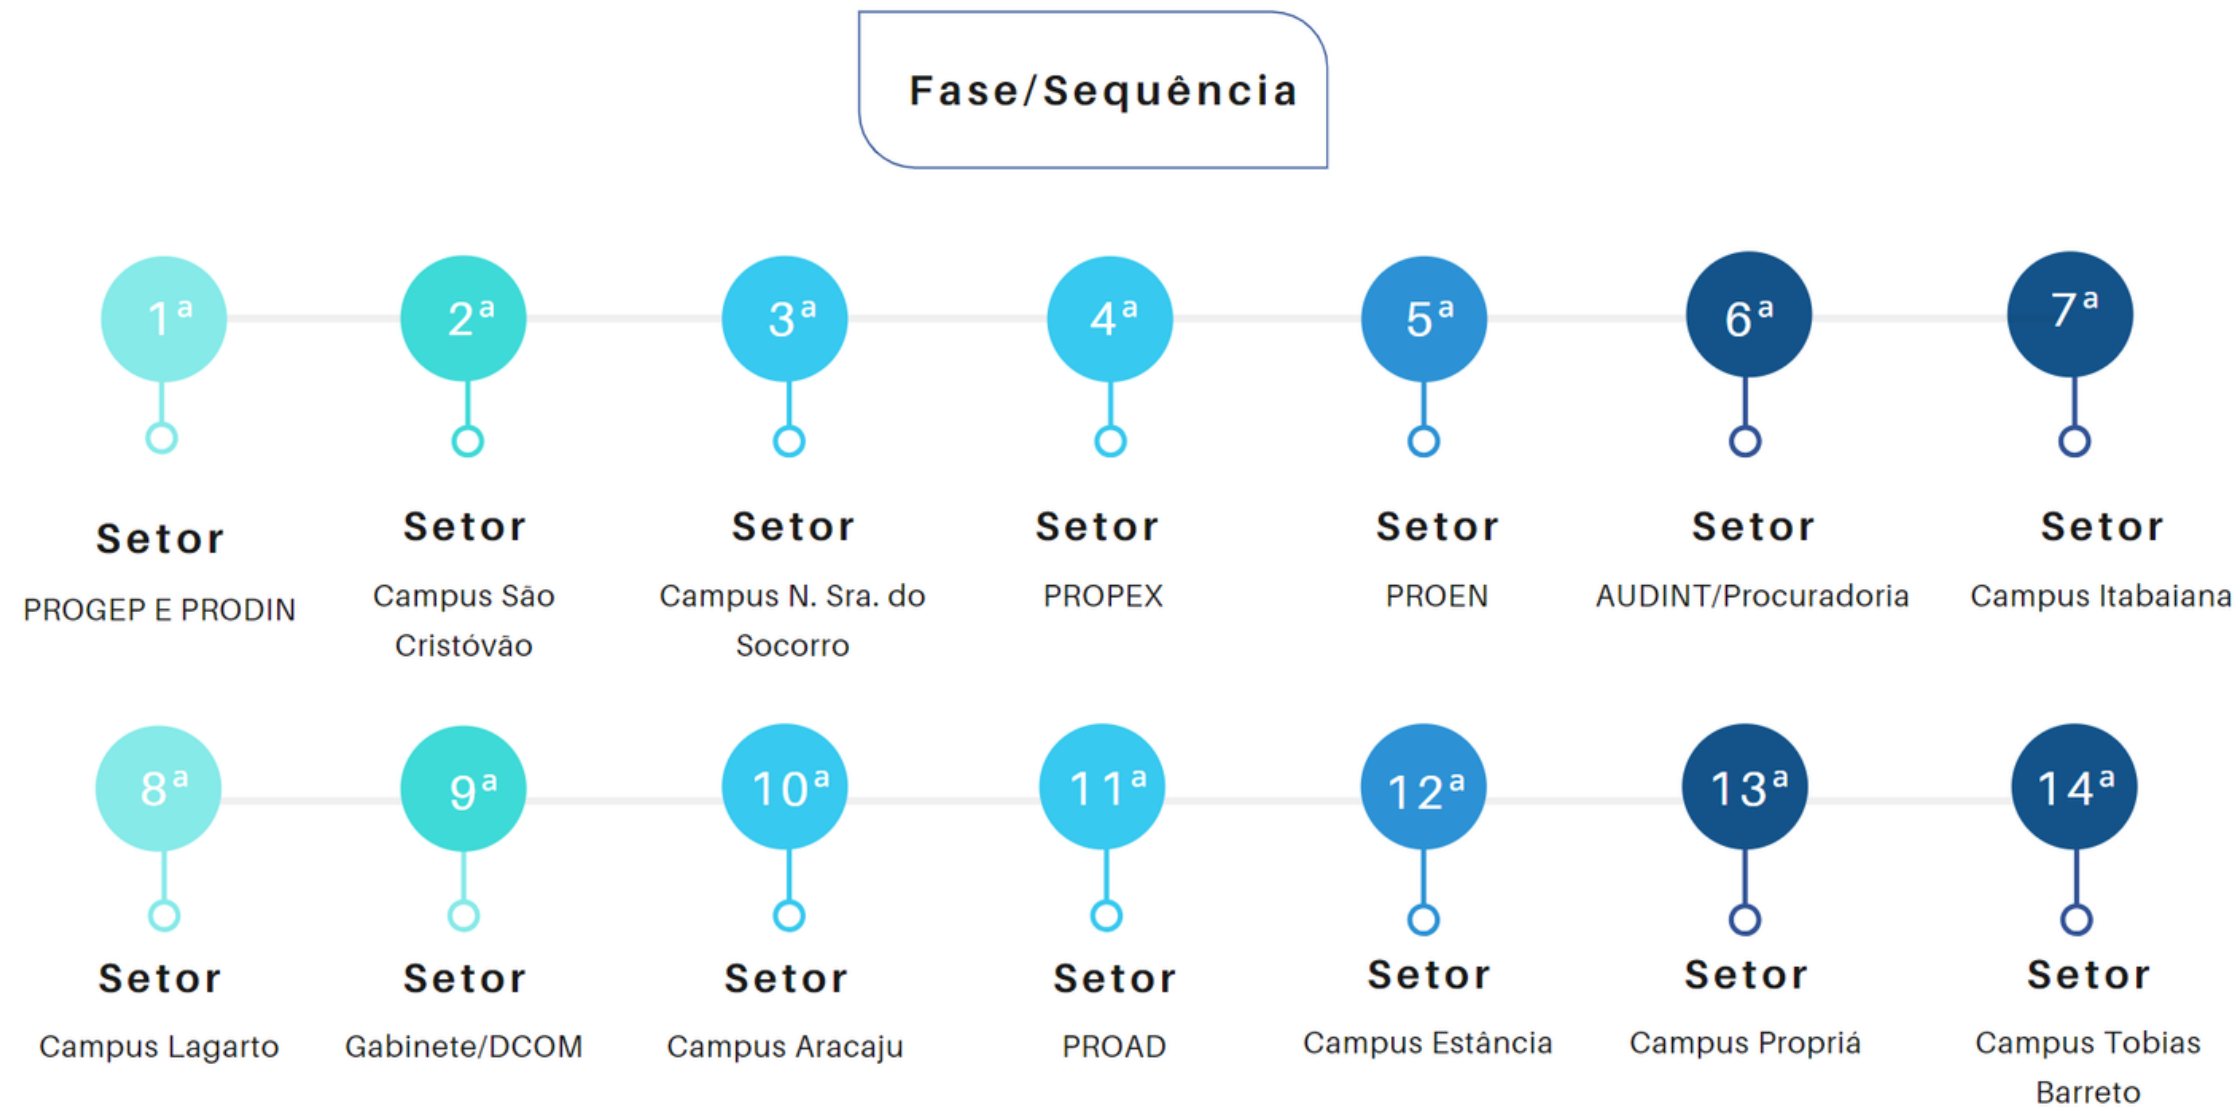 Fase/Sequência
1ª
2ª
3ª
4ª
5ª
6ª
7ª
Setor
Setor
Setor
Setor
Setor
Setor
Setor
PROGEP E PRODIN
Campus São
Cristóvão
Campus N. Sra. do
Socorro
PROPEX
PROEN
AUDINT/Procuradoria
Campus Itabaiana
8ª
9ª
10ª
11ª
12ª
13ª
14ª
Setor
Setor
Setor
Setor
Setor
Setor
Setor
Campus Lagarto
Gabinete/DCOM
Campus Aracaju
PROAD
Campus Estância
Campus Propriá
Campus Tobias
Barreto